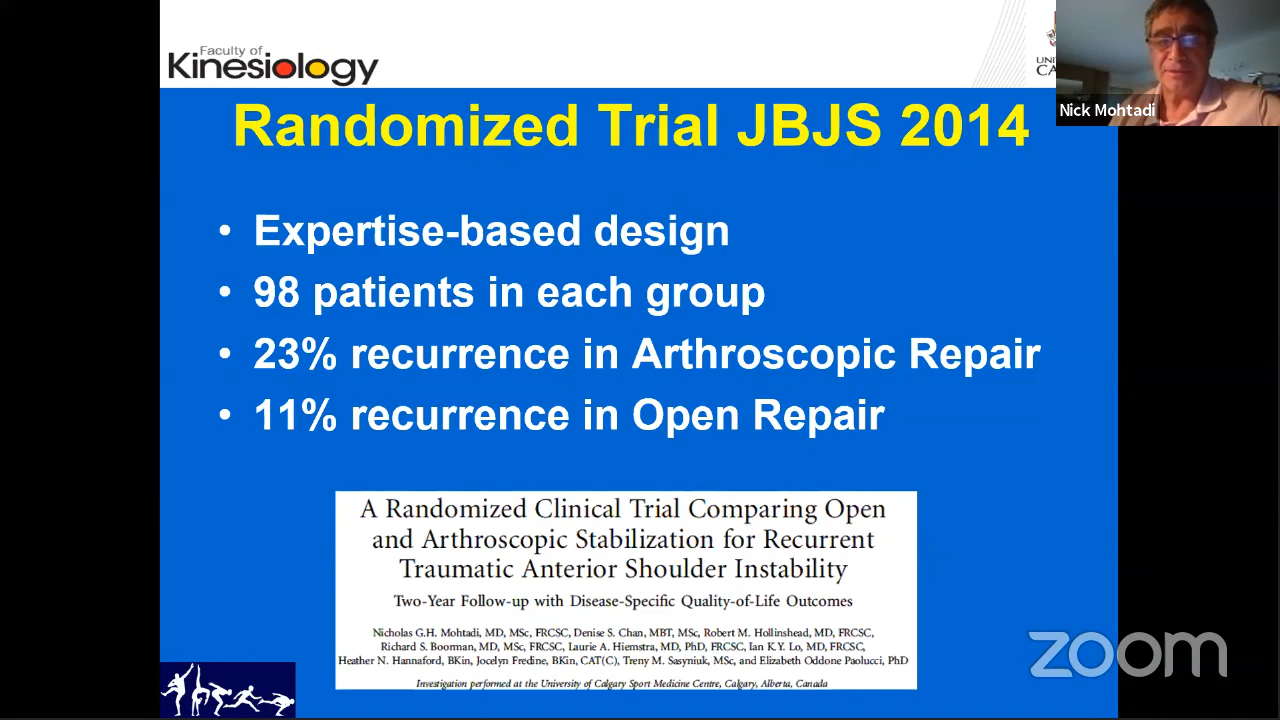 Faculty of
Kinesiology
UNI
CA
Nick Mohtadi
Randomized Trial JBJS 2014
• Expertise-based design
• 98 patients in each group
• 23% recurrence in Arthroscopic Repair
• 11% recurrence in Open Repair
A Randomized Clinical Trial Comparing Open
and Arthroscopic Stabilization for Recurrent
Traumatic Anterior Shoulder Instability
Two-Year Follow-up with Disease-Specific Quality-of-Life Outcomes
Nicholas G.H. Mohtadi, MD, MSc, FRCSC, Denise S. Chan, MBT, MSc, Robert M. Hollinshead, MD, FRCSC,
Richard S. Boorman, MD, MSc, FRCSC, Laurie A. Hiemstra, MD, PhD, FRCSC, Ian K.Y. Lo, MD, FRCSC,
Heather N. Hannaford, BKin, Jocelyn Fredine, BKin, CAT(C), Treny M. Sasyniuk, MSc, and Elizabeth Oddone Paolucci, PhD
Investigation performed at the University of Calgary Sport Medicine Centre, Calgary, Alberta, Canada
zoom